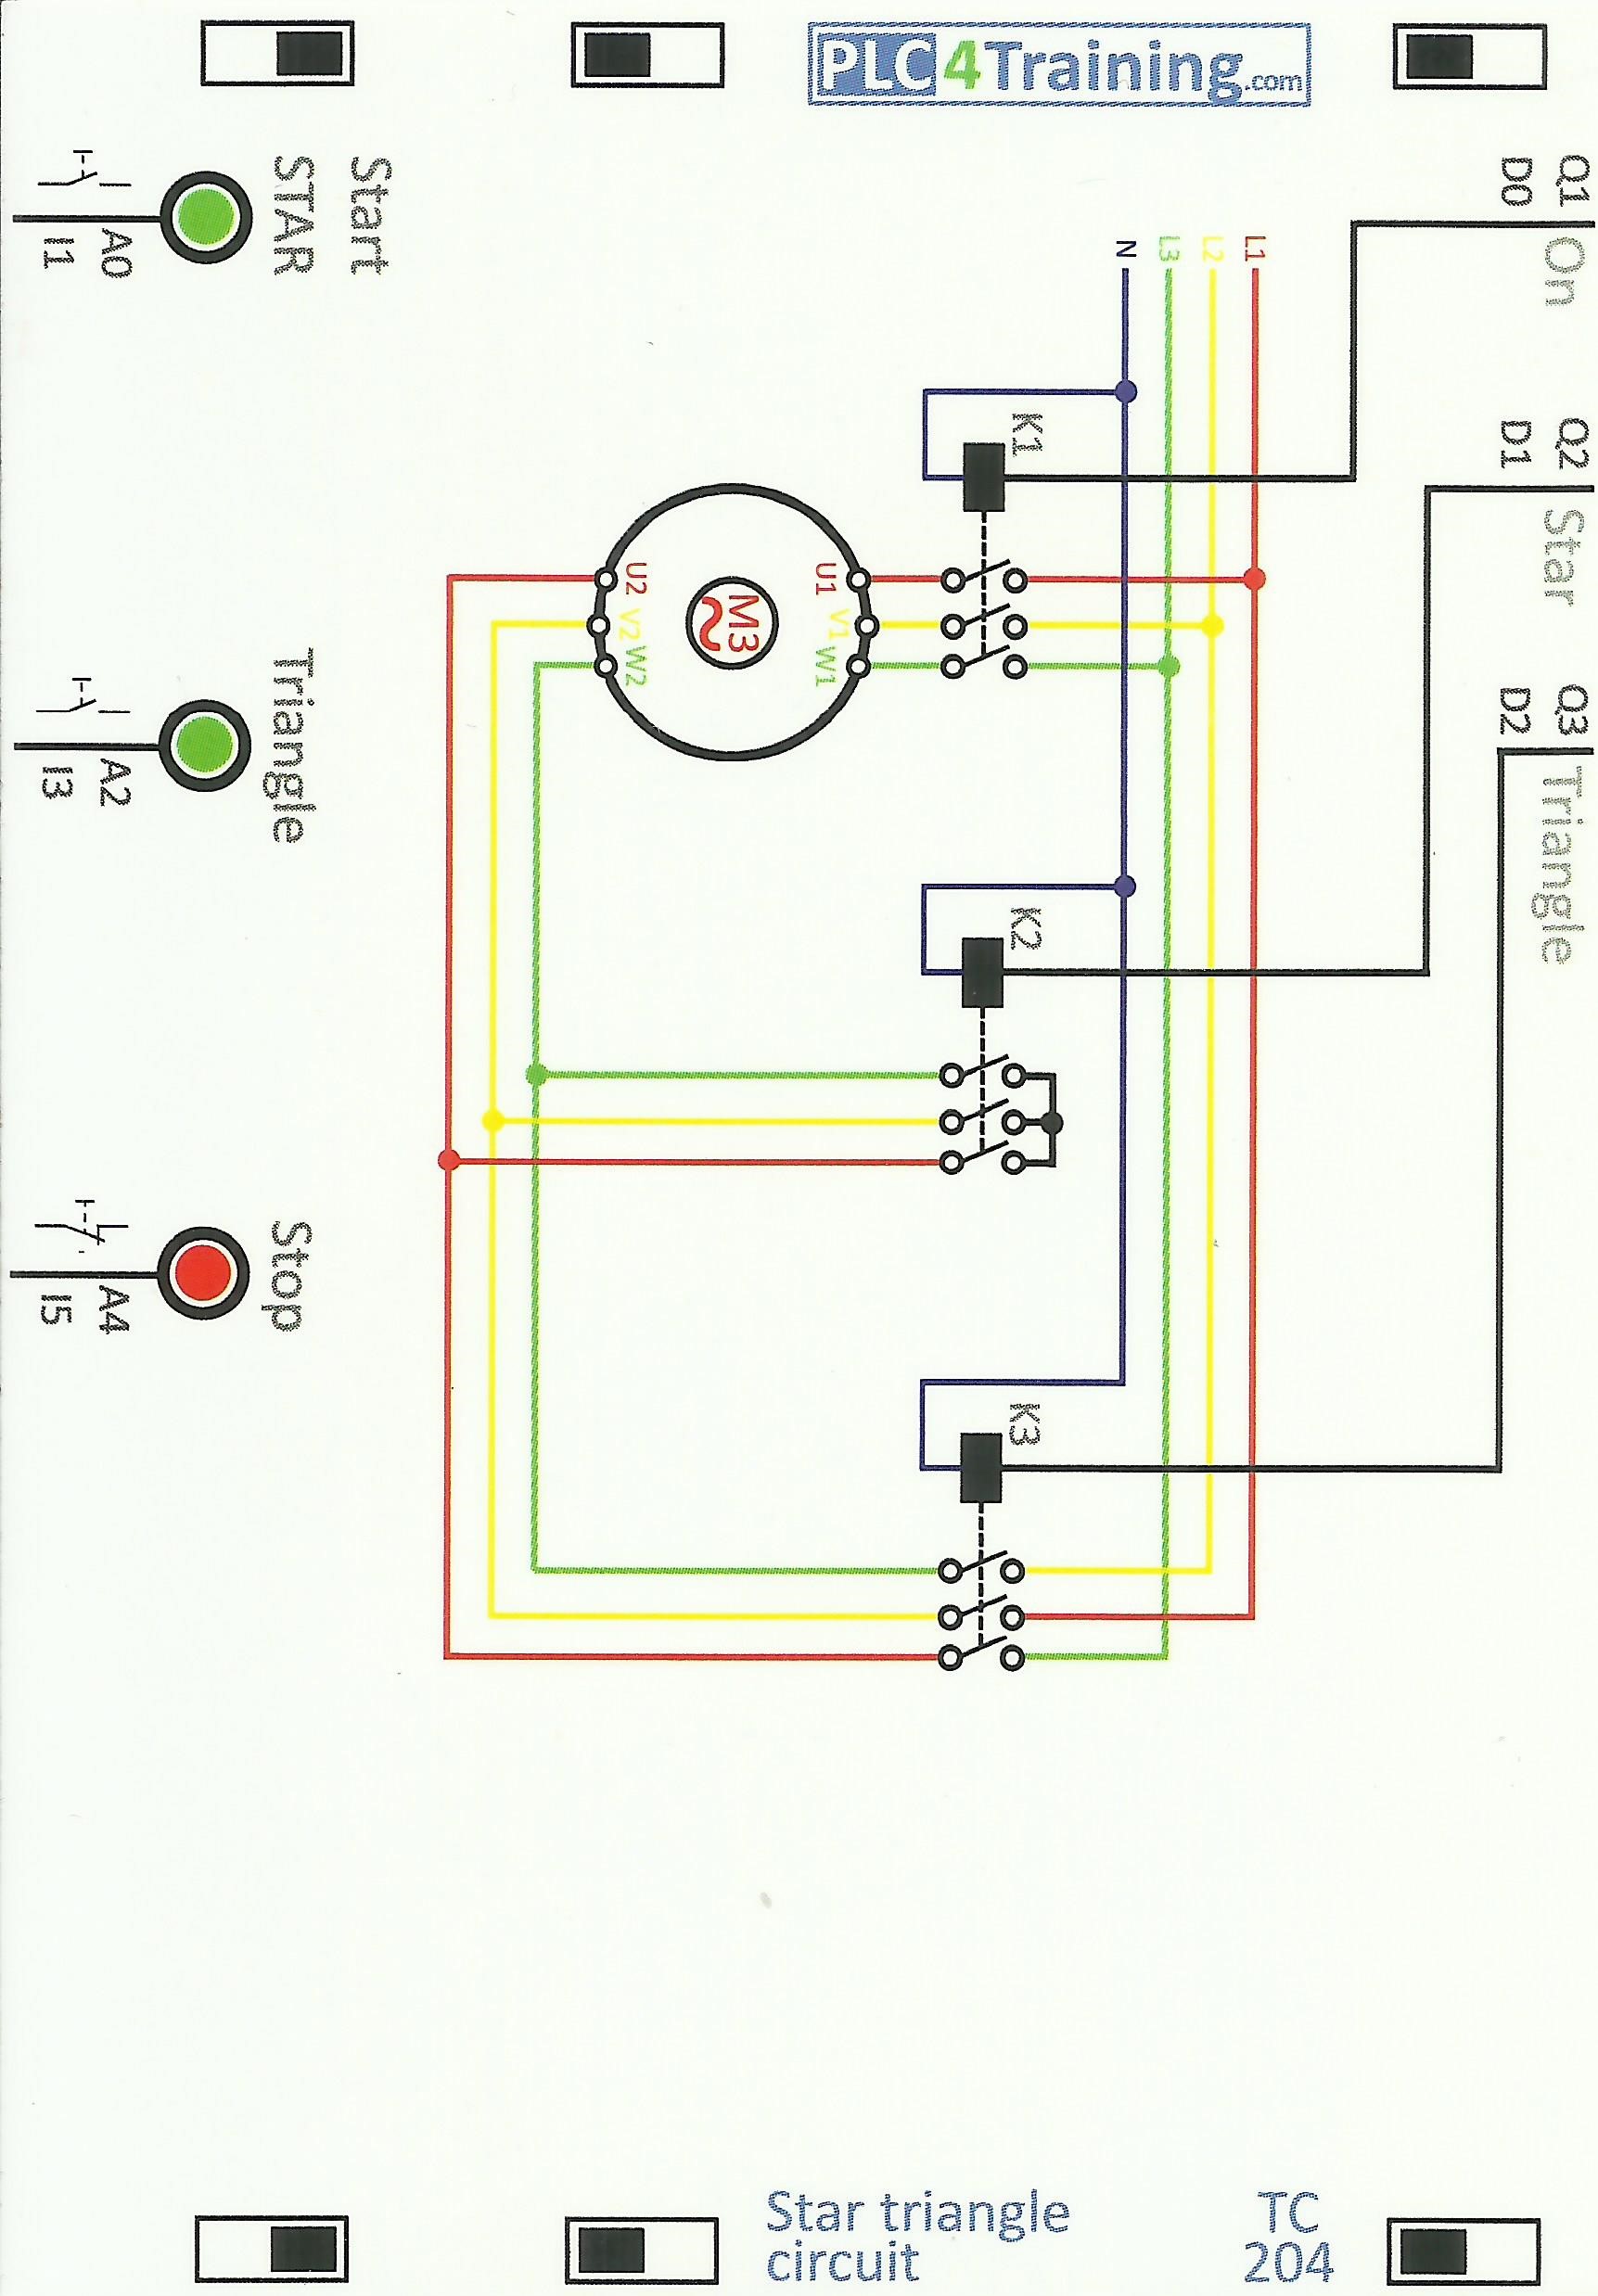 Q1 On
D0
Q2 Star
D1
Q3 Triangle
D2
PLC4Training.com
TC
204
Star triangle
circuit
L1
L2
L3
N
K1
K2
K3
U1 V1 W1
M3
U2 V2 W2
Start
STAR
Triangle
Stop
A0
I1
A2
I3
A4
I5